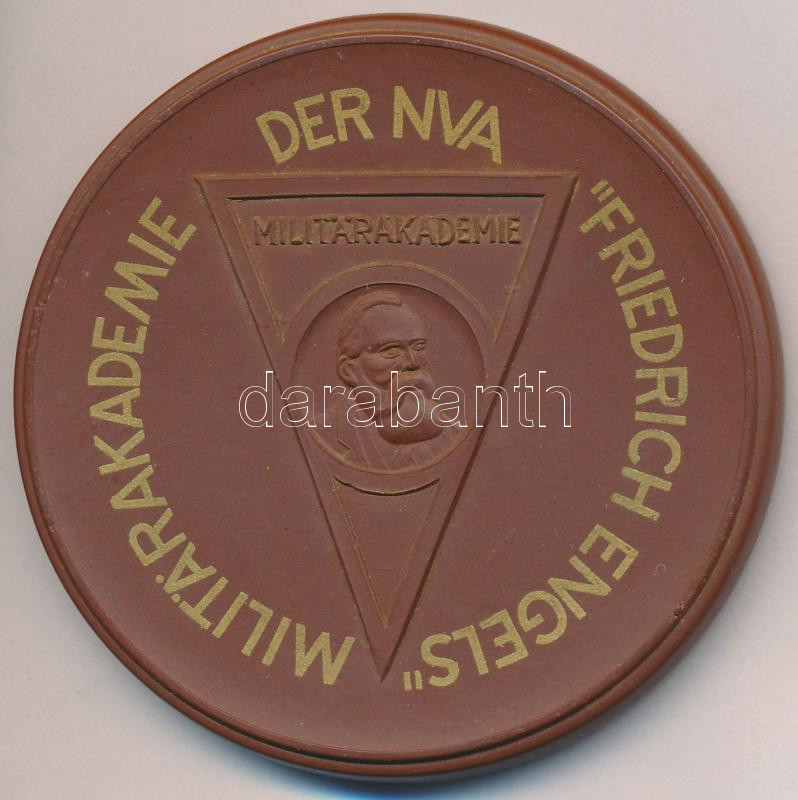 MILITÄRAKADEMIE DER NVA "FRIEDRICH ENGELS"
MILITÄRAKADEMIE
darabanth